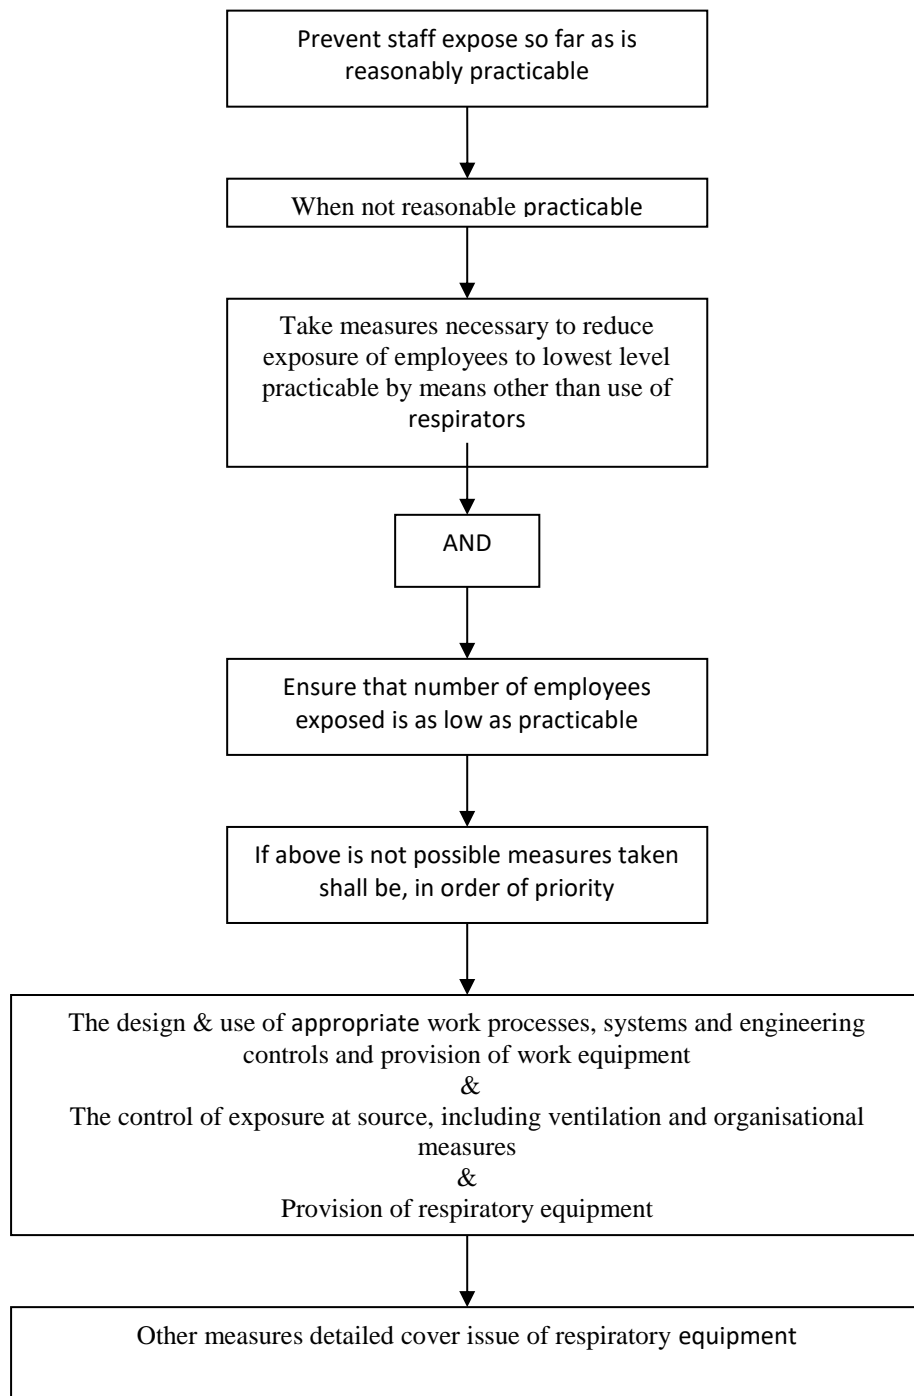 Prevent staff expose so far as is
reasonably practicable
When not reasonable practicable
Take measures necessary to reduce
exposure of employees to lowest level
practicable by means other than use of
respirators
AND
Ensure that number of employees
exposed is as low as practicable
If above is not possible measures taken
shall be, in order of priority
The design & use of appropriate work processes, systems and engineering
controls and provision of work equipment
&
The control of exposure at source, including ventilation and organisational
measures
&
Provision of respiratory equipment
Other measures detailed cover issue of respiratory equipment